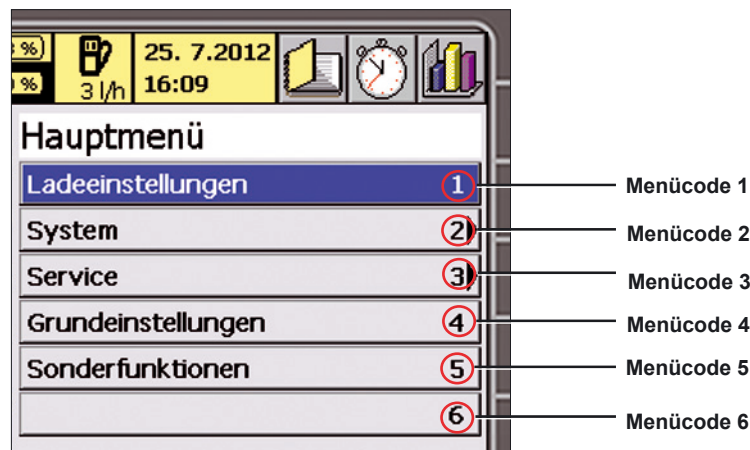 %) 25. 7.2012
% 3 l/h 16:09
Hauptmenü
Ladeeinstellungen 1 Menücode 1
System 2 Menücode 2
Service 3 Menücode 3
Grundeinstellungen 4 Menücode 4
Sonderfunktionen 5 Menücode 5
6 Menücode 6